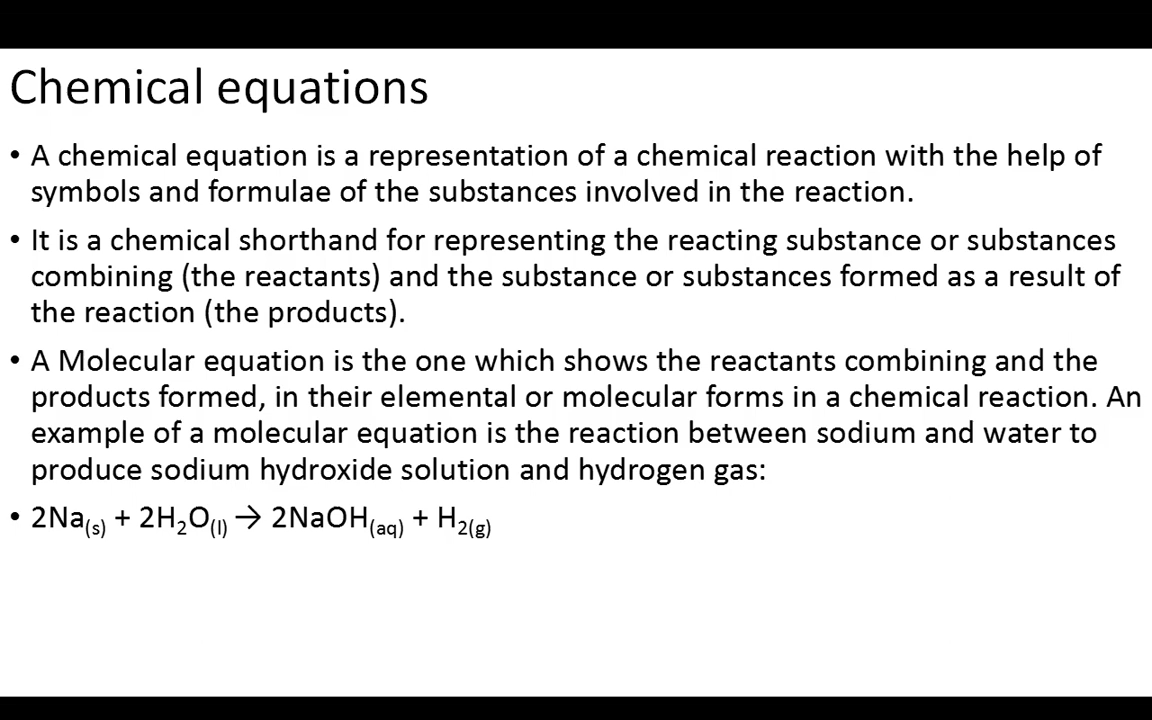 Chemical equations
• A chemical equation is a representation of a chemical reaction with the help of
symbols and formulae of the substances involved in the reaction.
• It is a chemical shorthand for representing the reacting substance or substances
combining (the reactants) and the substance or substances formed as a result of
the reaction (the products).
• A Molecular equation is the one which shows the reactants combining and the
products formed, in their elemental or molecular forms in a chemical reaction. An
example of a molecular equation is the reaction between sodium and water to
produce sodium hydroxide solution and hydrogen gas:
• 2Na(s) + 2H₂O(l) → 2NaOH(aq) + H₂(g)